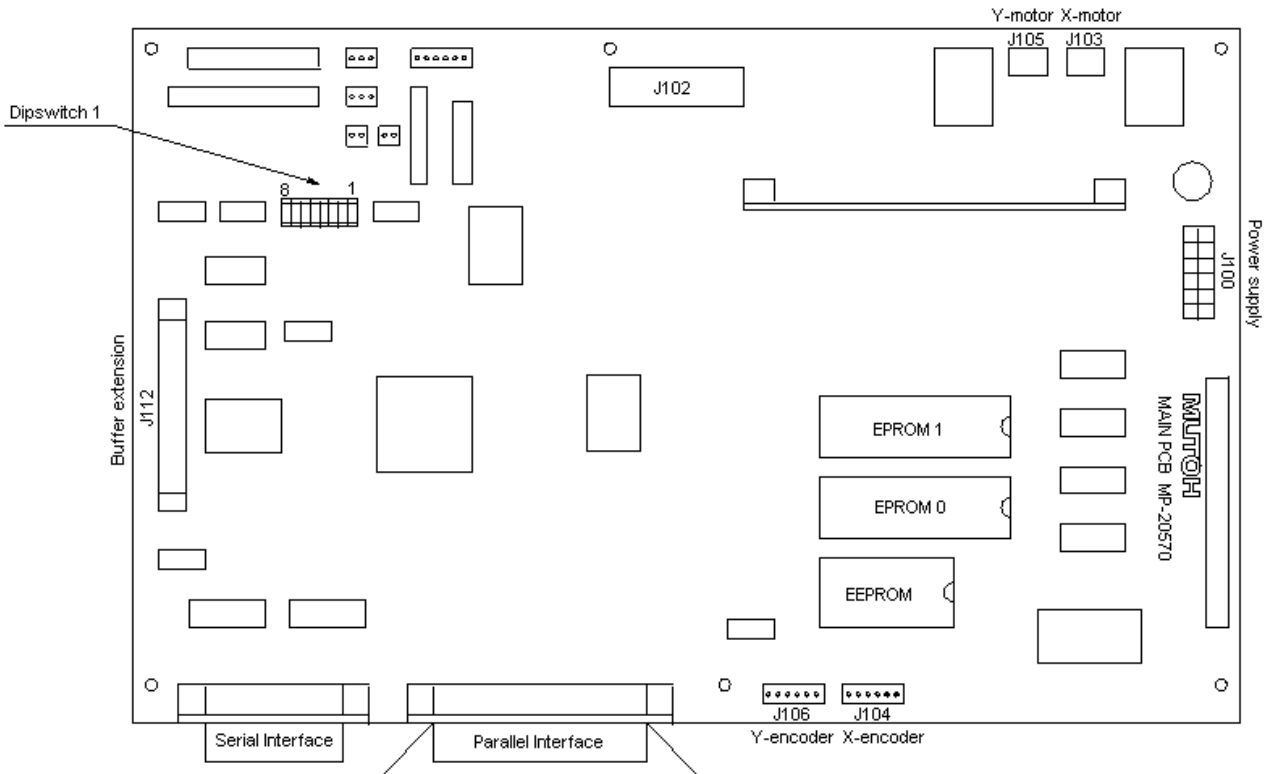 Y-motor X-motor
J105 J103
J102
Dipswitch 1
8 1
Power supply
J100
Buffer extension
J112
EPROM 1
MUTOH
MAIN PCB MP-20570
EPROM 0
EEPROM
J106 J104
Y-encoder X-encoder
Serial Interface
Parallel Interface